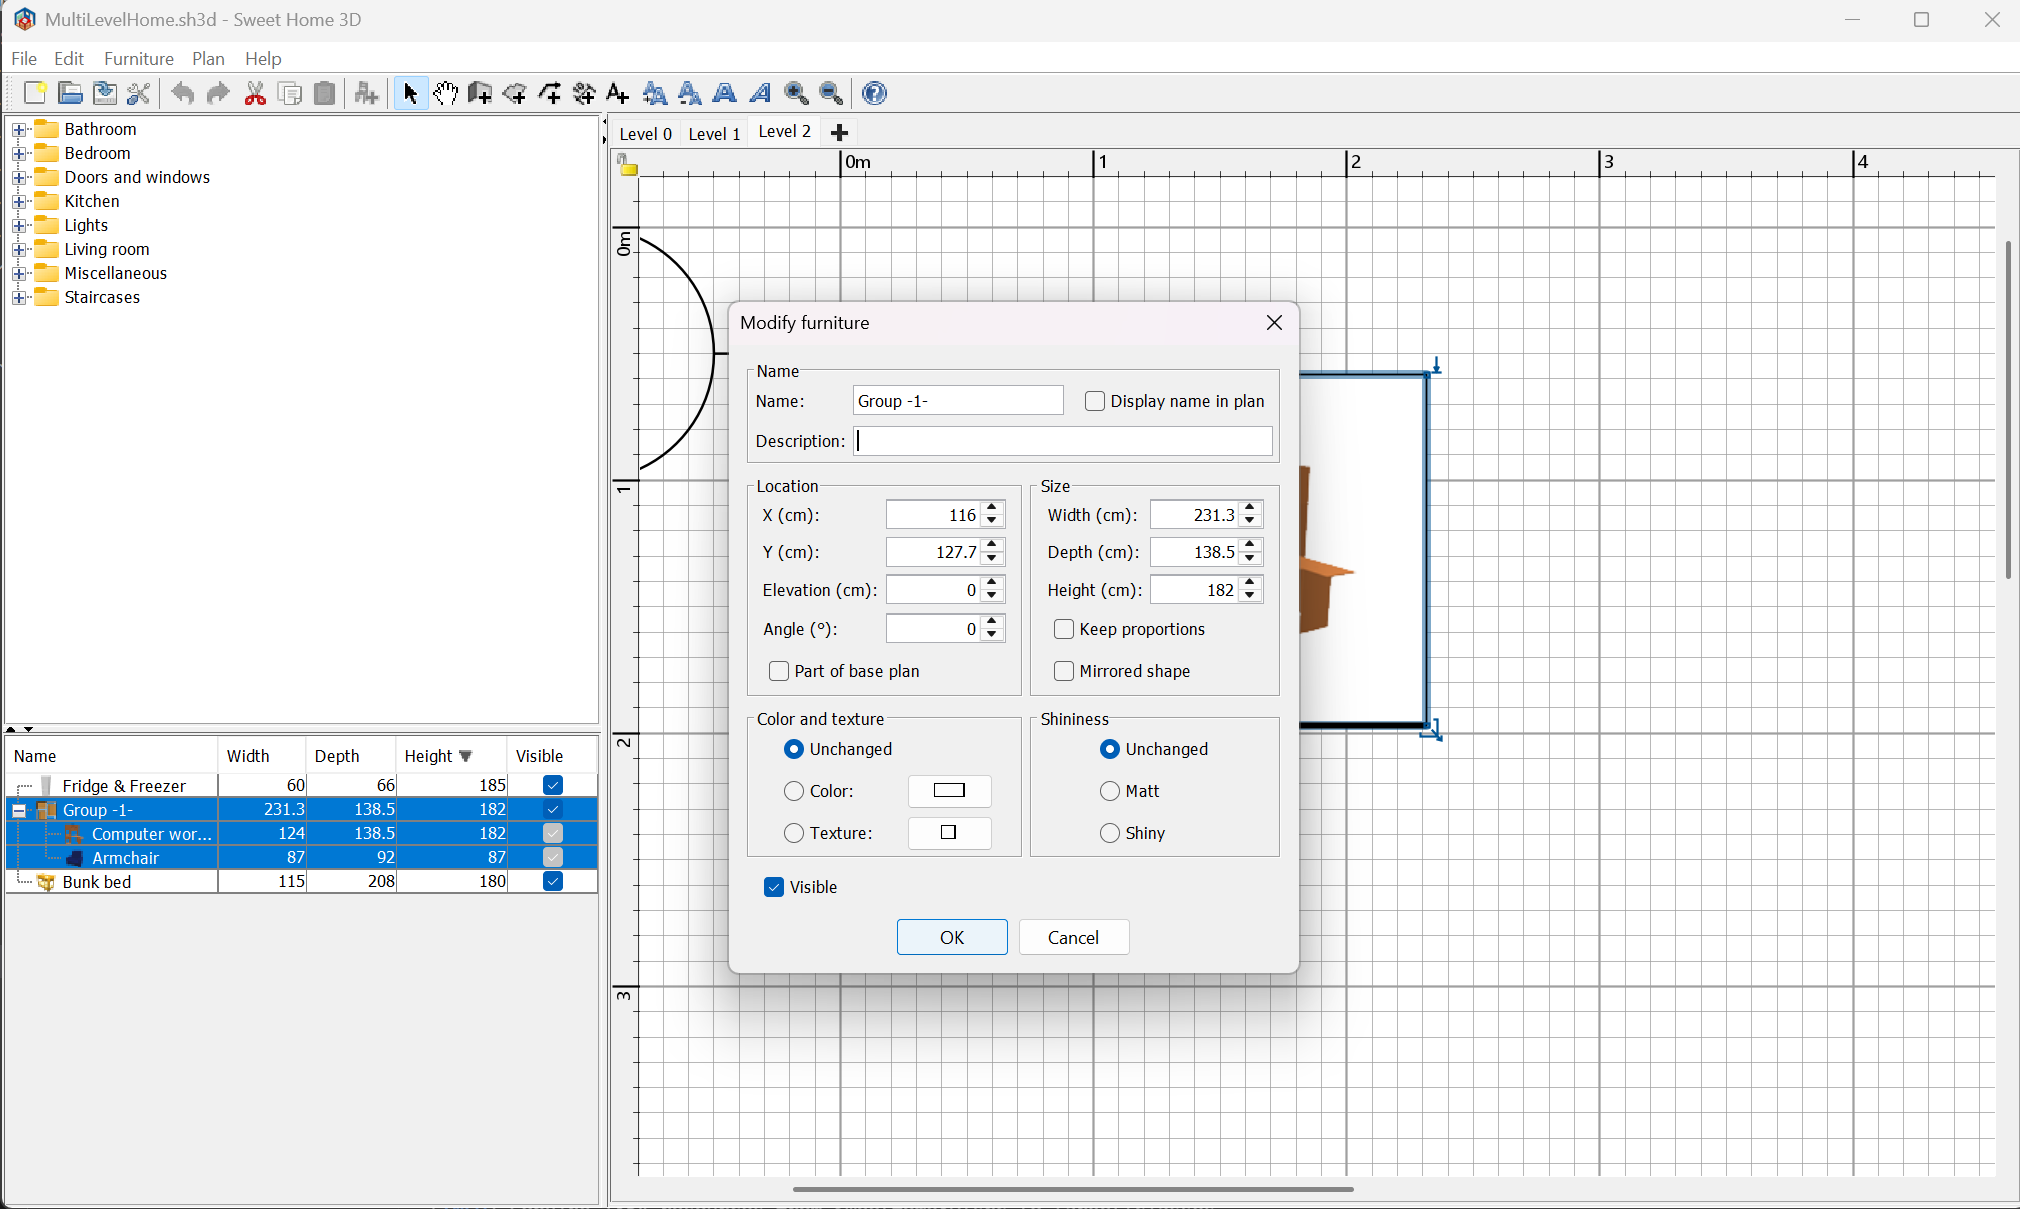 MultiLevelHome.sh3d - Sweet Home 3D
File Edit Furniture Plan Help
Bathroom
Bedroom
Doors and windows
Kitchen
Lights
Living room
Miscellaneous
Staircases
Name Width Depth Height Visible
Fridge & Freezer 60 66 185
Group -1- 231.3 138.5 182
Computer wor... 124 138.5 182
Armchair 87 92 87
Bunk bed 115 208 180
Level 0 Level 1 Level 2
0m 1 2 3 4
0m
1
2
3
Modify furniture
Name
Name: Group -1- Display name in plan
Description:
Location
X (cm): 116
Y (cm): 127.7
Elevation (cm): 0
Angle (º): 0
Part of base plan
Size
Width (cm): 231.3
Depth (cm): 138.5
Height (cm): 182
Keep proportions
Mirrored shape
Color and texture
Unchanged
Color:
Texture:
Shininess
Unchanged
Matt
Shiny
Visible
OK Cancel